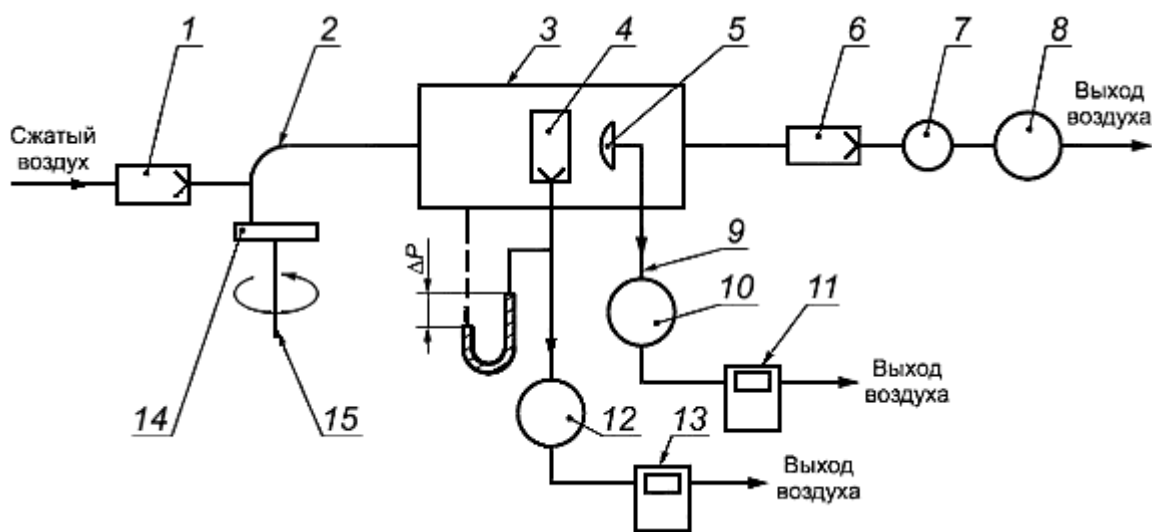 1
2
3
4
5
6
7
8
Выход
воздуха
Сжатый
воздух
ΔP
9
10
11
Выход
воздуха
14
15
12
13
Выход
воздуха